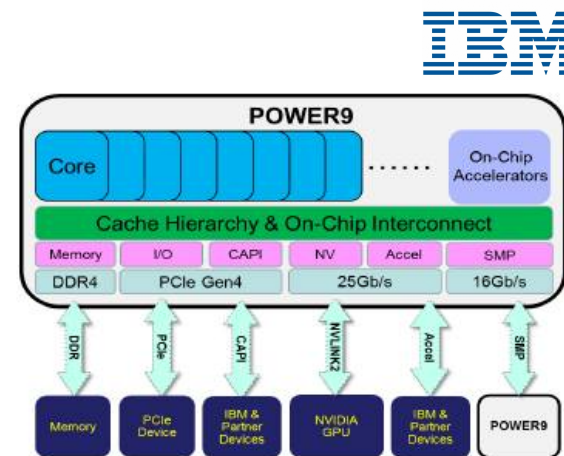 IBM
POWER9
Core
......
On-Chip
Accelerators
Cache Hierarchy & On-Chip Interconnect
Memory I/O CAPI NV Accel SMP
DDR4 PCIe Gen4 25Gb/s 16Gb/s
DDR PCIe CAPI NVLINK2 Accel SMP
Memory
PCIe
Device
IBM &
Partner
Devices
NVIDIA
GPU
IBM &
Partner
Devices
POWER9